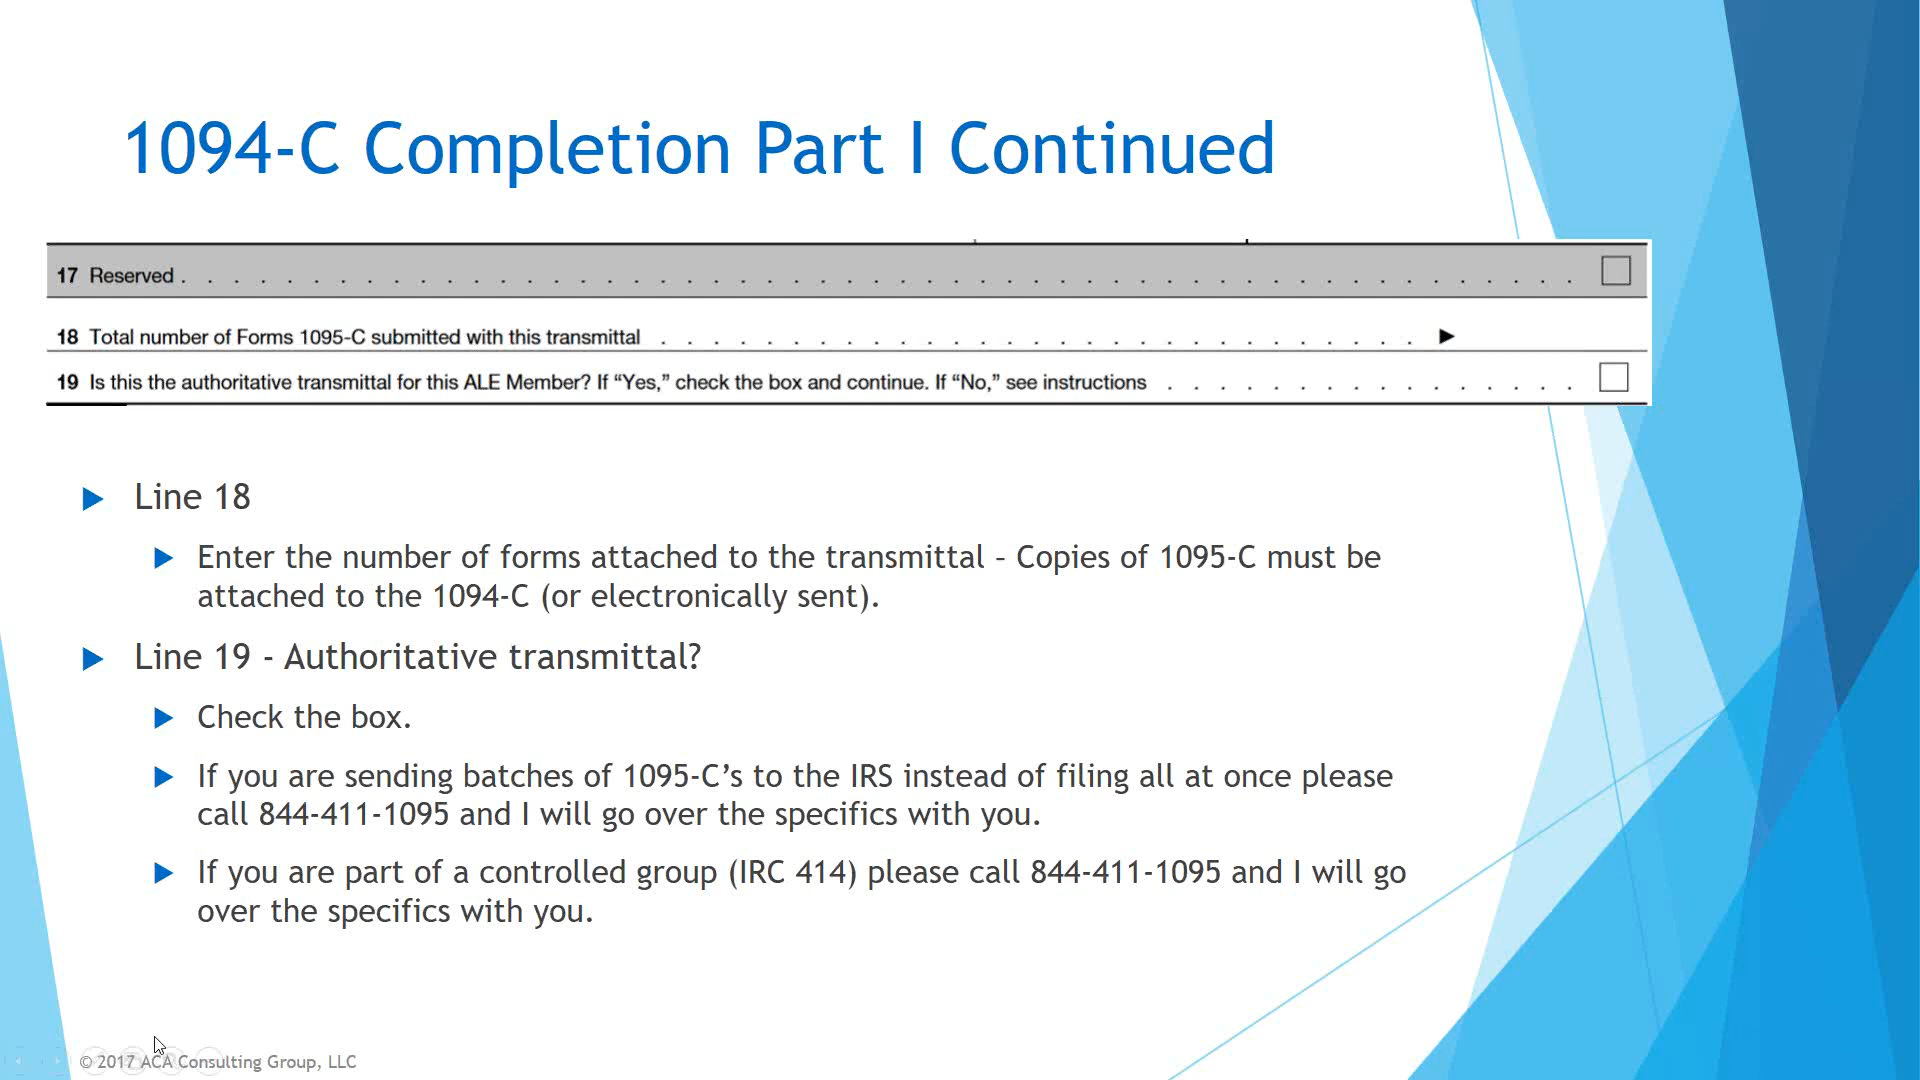 1094-C Completion Part I Continued
17 Reserved . . . . . . . . . . . . . . . . . . . . . . . . . . . . . . . . . . . . . . . . . . . . . . . . . . . . .
18 Total number of Forms 1095-C submitted with this transmittal . . . . . . . . . . . . . . . . . . . . . . . . . . . . . ►
19 Is this the authoritative transmittal for this ALE Member? If “Yes,” check the box and continue. If “No,” see instructions . . . . . . . . . . . . . . . .
Line 18
Enter the number of forms attached to the transmittal – Copies of 1095-C must be
attached to the 1094-C (or electronically sent).
Line 19 - Authoritative transmittal?
Check the box.
If you are sending batches of 1095-C’s to the IRS instead of filing all at once please
call 844-411-1095 and I will go over the specifics with you.
If you are part of a controlled group (IRC 414) please call 844-411-1095 and I will go
over the specifics with you.
© 2017 ACA Consulting Group, LLC